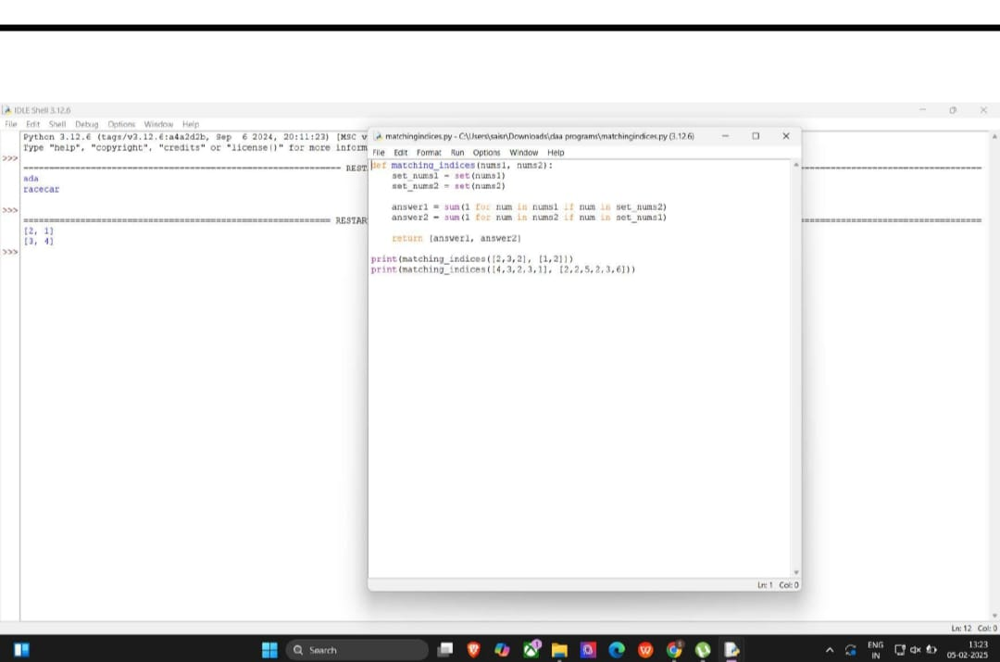 IDLE Shell 3.12.6
File Edit Shell Debug Options Window Help
Python 3.12.6 (tags/v3.12.6:a4a2d2b, Sep 6 2024, 20:11:23) [MSC v
Type "help", "copyright", "credits" or "license()" for more inform
>>>
REST
ada
racecar
>>>
RESTAR
[2, 1]
[3, 4]
>>>
matchingindices.py - C:\Users\saisri\Downloads\daa programs\matchingindices.py (3.12.6)
File Edit Format Run Options Window Help
def matching_indices(nums1, nums2):
set_nums1 = set(nums1)
set_nums2 = set(nums2)
answer1 = sum(1 for num in nums1 if num in set_nums2)
answer2 = sum(1 for num in nums2 if num in set_nums1)
return [answer1, answer2]
print(matching_indices([2,3,2], [1,2]))
print(matching_indices([4,3,2,3,1], [2,2,5,2,3,6]))
Ln: 1 Col: 0
Ln: 12 Col: 0
Search
1
ENG
IN
13:23
05-02-2025